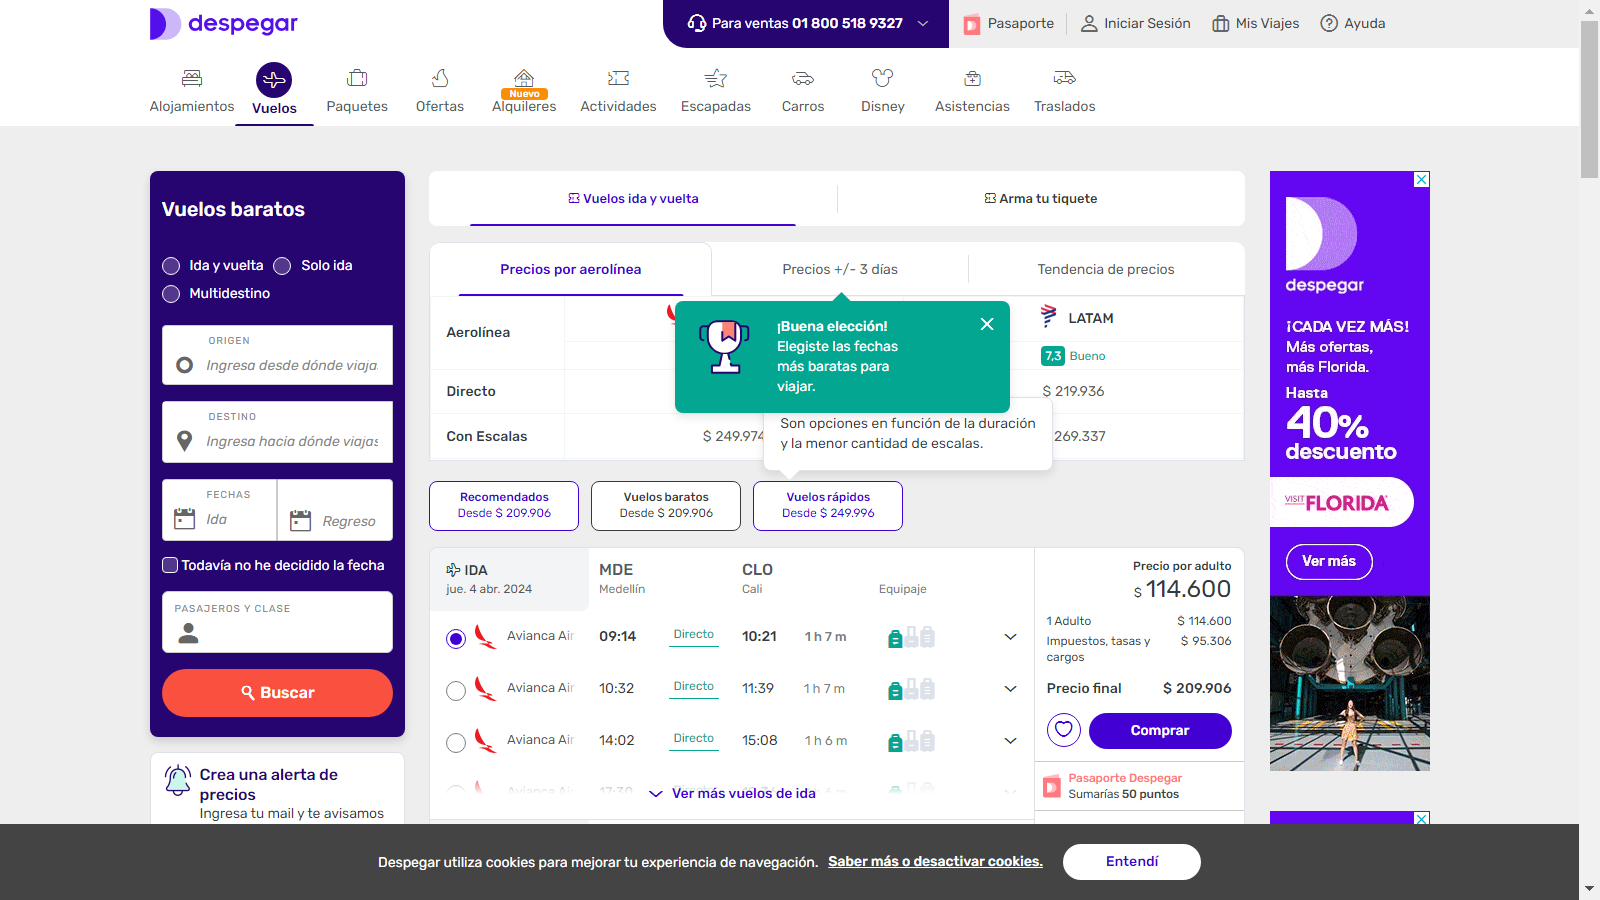 despegar
Para ventas 01 800 518 9327
Pasaporte
Iniciar Sesión
Mis Viajes
Ayuda
Alojamientos
Vuelos
Paquetes
Ofertas
Nuevo
Alquileres
Actividades
Escapadas
Carros
Disney
Asistencias
Traslados
Vuelos baratos
Ida y vuelta
Solo ida
Multidestino
ORIGEN
Ingresa desde dónde viaja
DESTINO
Ingresa hacia dónde viajas
FECHAS
Ida
Regreso
Todavía no he decidido la fecha
PASAJEROS Y CLASE
Buscar
Crea una alerta de
precios
Ingresa tu mail y te avisamos
Vuelos ida y vuelta
Arma tu tiquete
Precios por aerolínea
Precios +/- 3 días
Tendencia de precios
Aerolínea
LATAM
7,3 Bueno
Directo
$ 219.936
Con Escalas
$ 249.974
269.337
¡Buena elección!
Elegiste las fechas
más baratas para
viajar.
Son opciones en función de la duración
y la menor cantidad de escalas.
Recomendados
Desde $ 209.906
Vuelos baratos
Desde $ 209.906
Vuelos rápidos
Desde $ 249.996
IDA
jue. 4 abr. 2024
MDE
Medellín
CLO
Cali
Equipaje
Avianca Air 09:14 Directo 10:21 1 h 7 m
Avianca Air 10:32 Directo 11:39 1 h 7 m
Avianca Air 14:02 Directo 15:08 1 h 6 m
Ver más vuelos de ida
Precio por adulto
$ 114.600
1 Adulto $ 114.600
Impuestos, tasas y $ 95.306
cargos
Precio final $ 209.906
Comprar
Pasaporte Despegar
Sumarías 50 puntos
despegar
¡CADA VEZ MÁS!
Más ofertas,
más Florida.
Hasta
40%
descuento
VISIT FLORIDA
Ver más
Despegar utiliza cookies para mejorar tu experiencia de navegación. Saber más o desactivar cookies.
Entendí